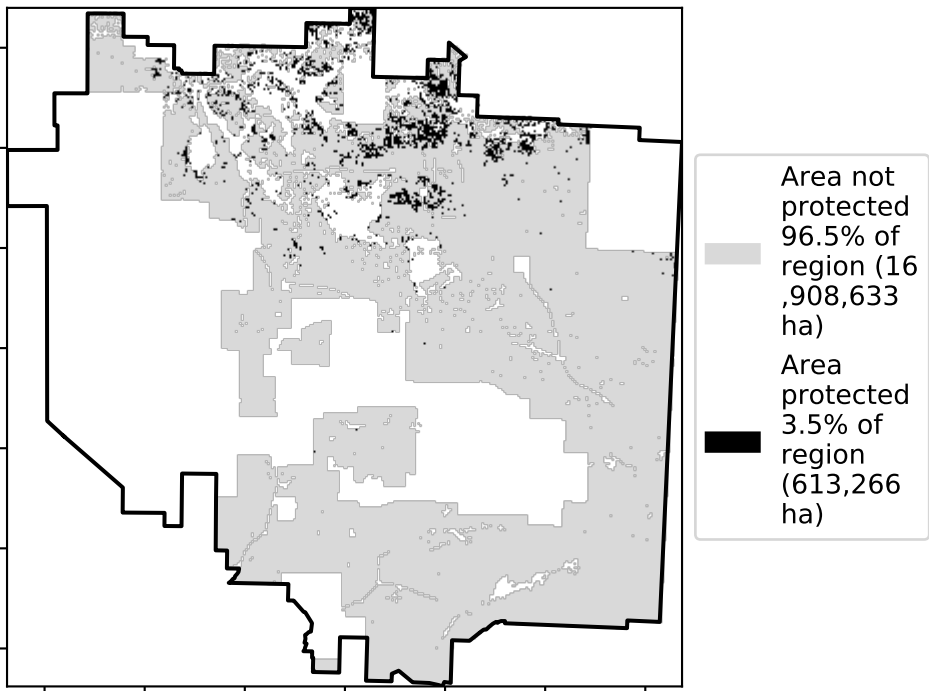 Area not
protected
96.5% of
region (16
,908,633
ha)
Area
protected
3.5% of
region
(613,266
ha)